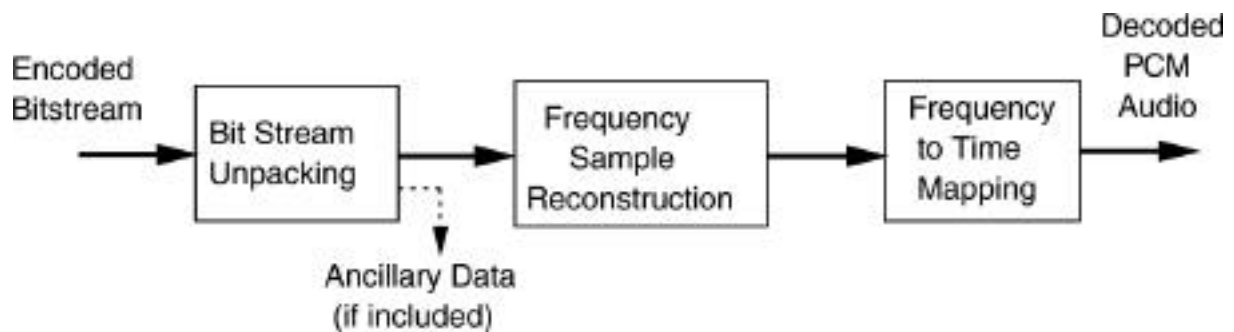 Encoded
Bitstream
Bit Stream
Unpacking
Ancillary Data
(if included)
Frequency
Sample
Reconstruction
Frequency
to Time
Mapping
Decoded
PCM
Audio